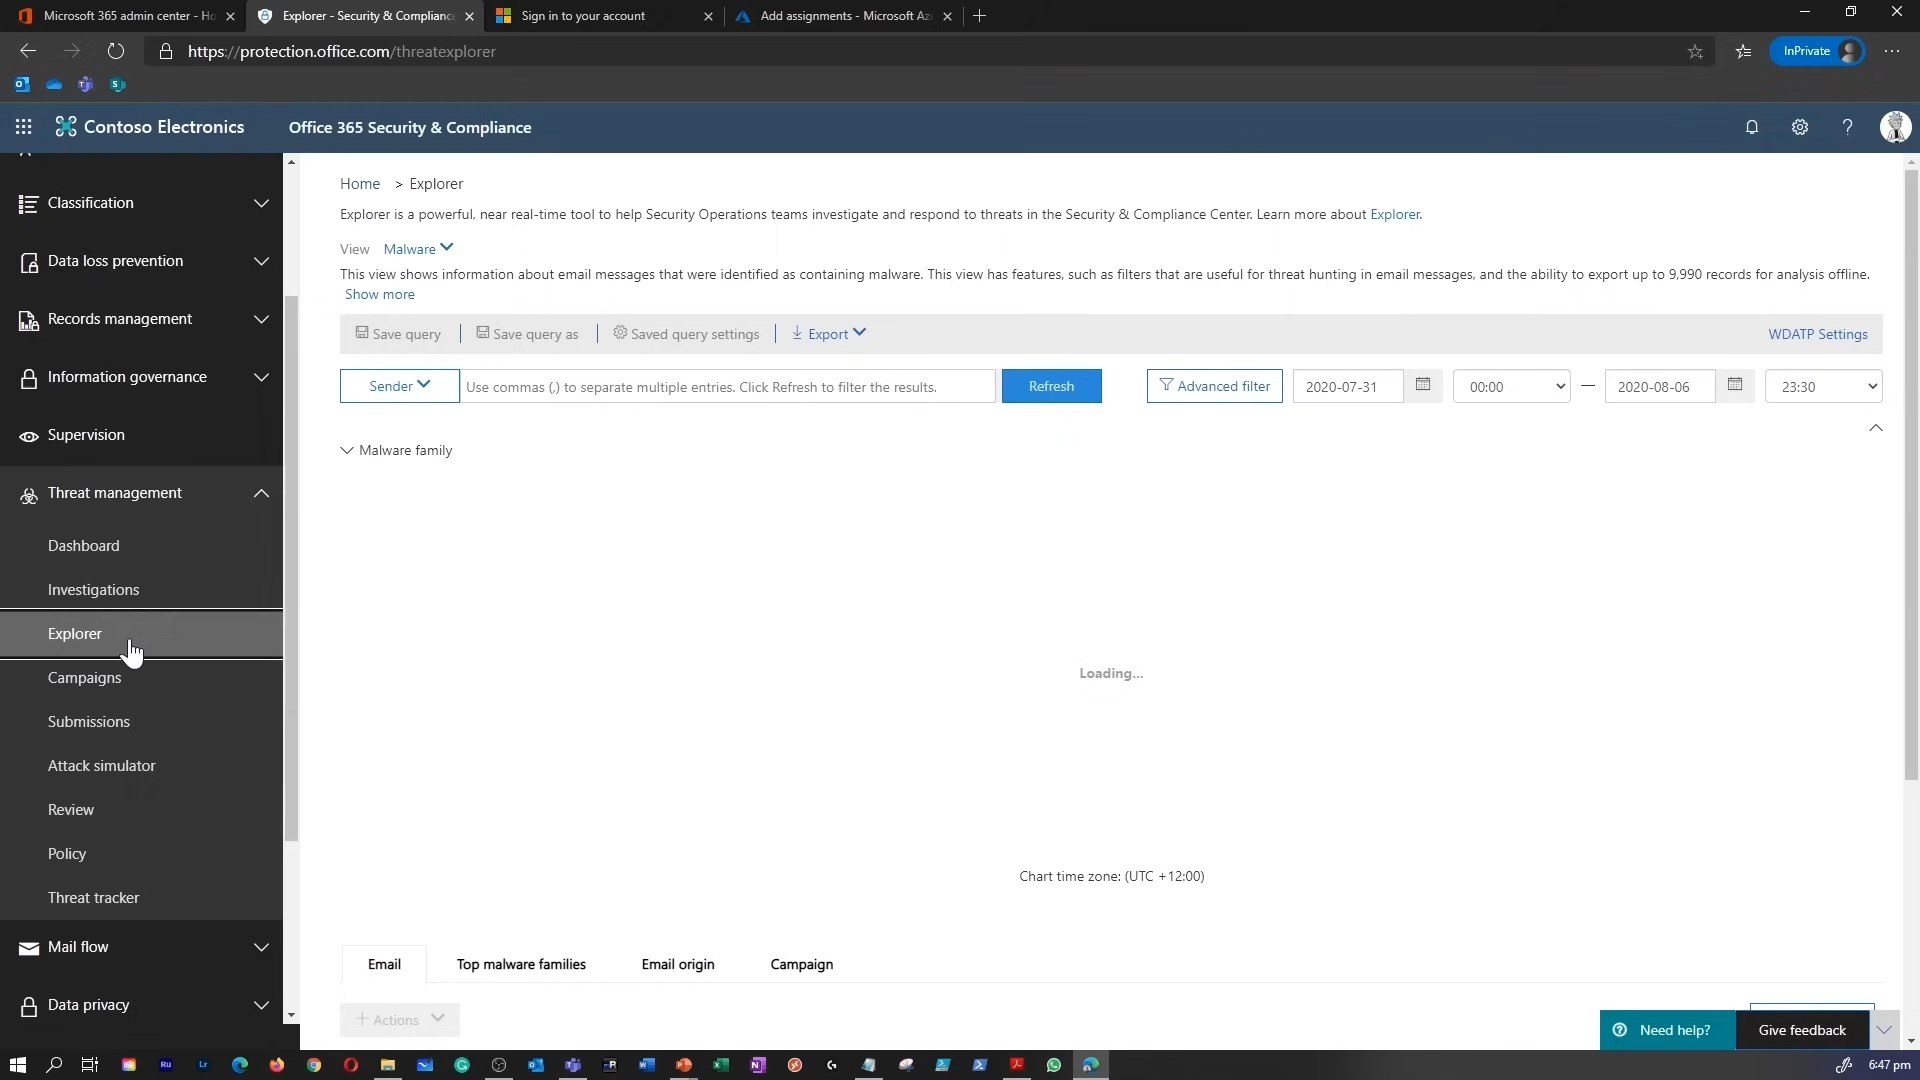 Microsoft 365 admin center - Ho
Explorer - Security & Compliance
Sign in to your account
Add assignments - Microsoft Az
https://protection.office.com/threatexplorer
InPrivate
Contoso Electronics
Office 365 Security & Compliance
Classification
Data loss prevention
Records management
Information governance
Supervision
Threat management
Dashboard
Investigations
Explorer
Campaigns
Submissions
Attack simulator
Review
Policy
Threat tracker
Mail flow
Data privacy
Home > Explorer
Explorer is a powerful, near real-time tool to help Security Operations teams investigate and respond to threats in the Security & Compliance Center. Learn more about Explorer.
View Malware
This view shows information about email messages that were identified as containing malware. This view has features, such as filters that are useful for threat hunting in email messages, and the ability to export up to 9,990 records for analysis offline.
Show more
Save query | Save query as | Saved query settings | Export
WDATP Settings
Sender
Use commas (,) to separate multiple entries. Click Refresh to filter the results.
Refresh
Advanced filter
2020-07-31
00:00
—
2020-08-06
23:30
Malware family
Loading...
Chart time zone: (UTC +12:00)
Email
Top malware families
Email origin
Campaign
+ Actions
Need help?
Give feedback
6:47 pm